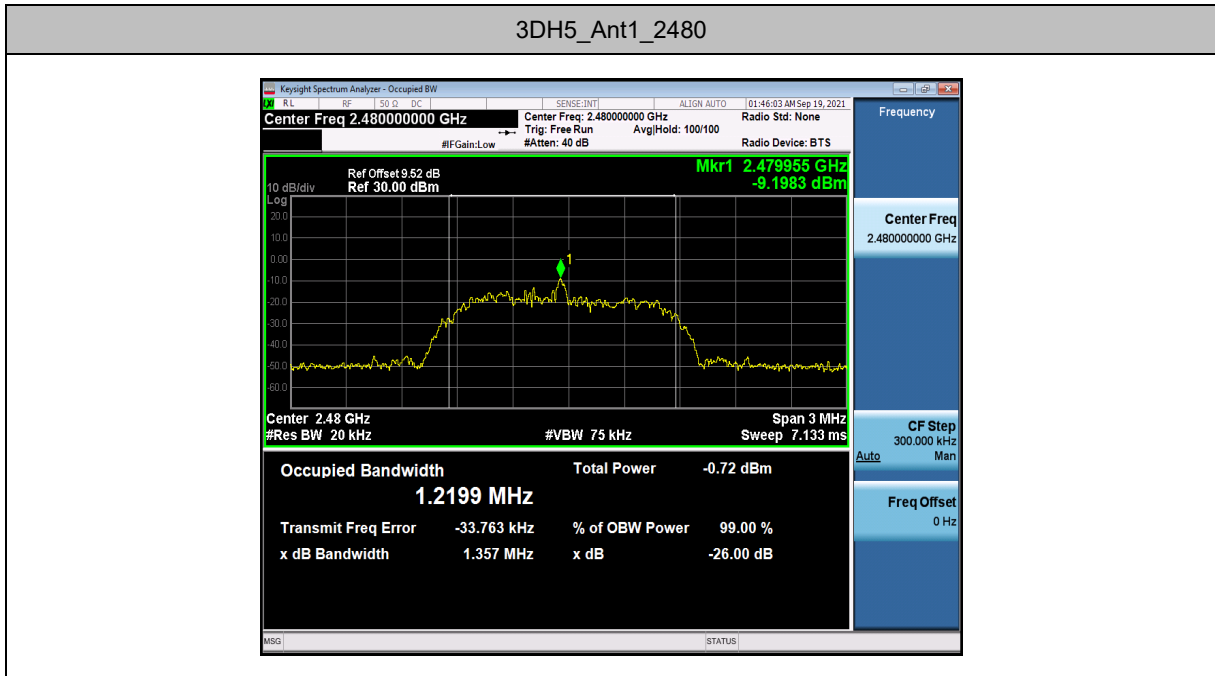 3DH5_Ant1_2480
Keysight Spectrum Analyzer - Occupied BW
LXI RL RF 50 Ω DC SENSE:INT ALIGN AUTO 01:46:03 AM Sep 19, 2021
Center Freq 2.480000000 GHz
Center Freq: 2.480000000 GHz Radio Std: None
Trig: Free Run Avg|Hold: 100/100
#IFGain:Low #Atten: 40 dB Radio Device: BTS
Mkr1 2.479955 GHz
-9.1983 dBm
Ref Offset 9.52 dB
10 dB/div Ref 30.00 dBm
Log
20.0
10.0
0.00
1
-10.0
-20.0
-30.0
-40.0
-50.0
-60.0
Center 2.48 GHz Span 3 MHz
#Res BW 20 kHz #VBW 75 kHz Sweep 7.133 ms
Occupied Bandwidth Total Power -0.72 dBm
1.2199 MHz
Transmit Freq Error -33.763 kHz % of OBW Power 99.00 %
x dB Bandwidth 1.357 MHz x dB -26.00 dB
MSG STATUS
Frequency
Center Freq
2.480000000 GHz
CF Step
300.000 kHz
Auto Man
Freq Offset
0 Hz